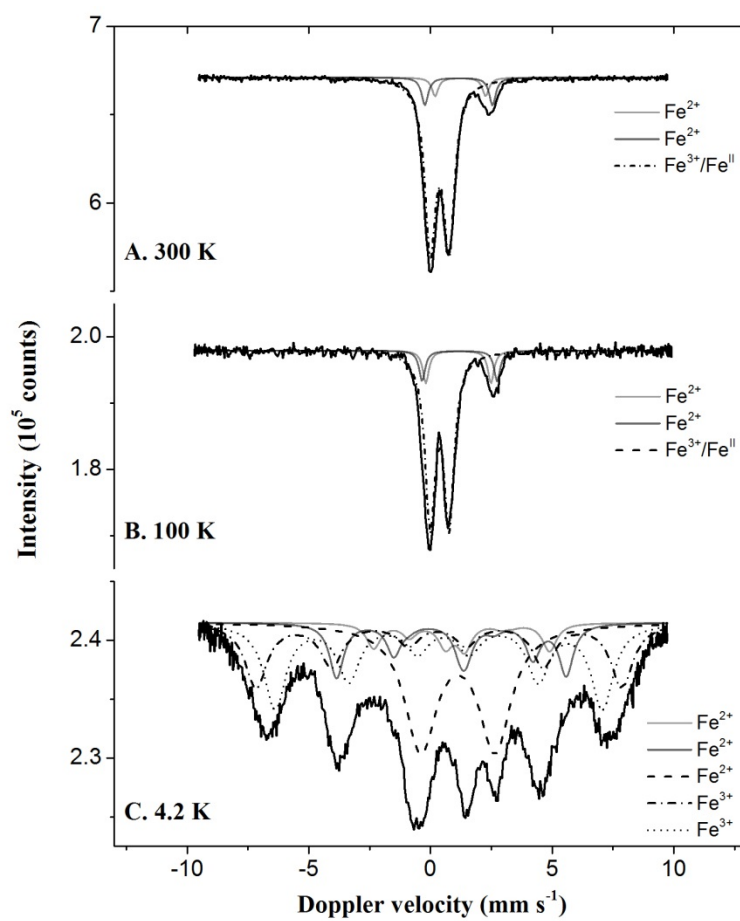 7
6
Fe²⁺
Fe²⁺
Fe³⁺/Feᴵᴵ
A. 300 K
2.0
1.8
Fe²⁺
Fe²⁺
Fe³⁺/Feᴵᴵ
B. 100 K
Intensity (10⁵ counts)
2.4
2.3
Fe²⁺
Fe²⁺
Fe²⁺
Fe³⁺
Fe³⁺
C. 4.2 K
-10 -5 0 5 10
Doppler velocity (mm s⁻¹)